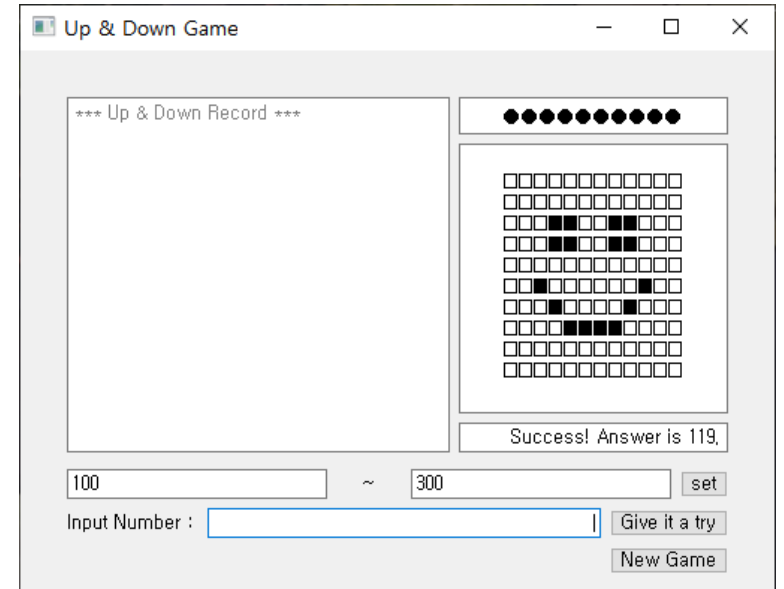 Up & Down Game
*** Up & Down Record ***
●●●●●●●●●●
□□□□□□□□□□□□
□□□□□□□□□□□□
□□□■■□□■■□□□
□□□■■□□■■□□□
□□□□□□□□□□□□
□□■□□□□□□■□□
□□□■□□□□■□□□
□□□□■■■■□□□□
□□□□□□□□□□□□
□□□□□□□□□□□□
Success! Answer is 119,
100 ~ 300 set
Input Number : Give it a try
New Game